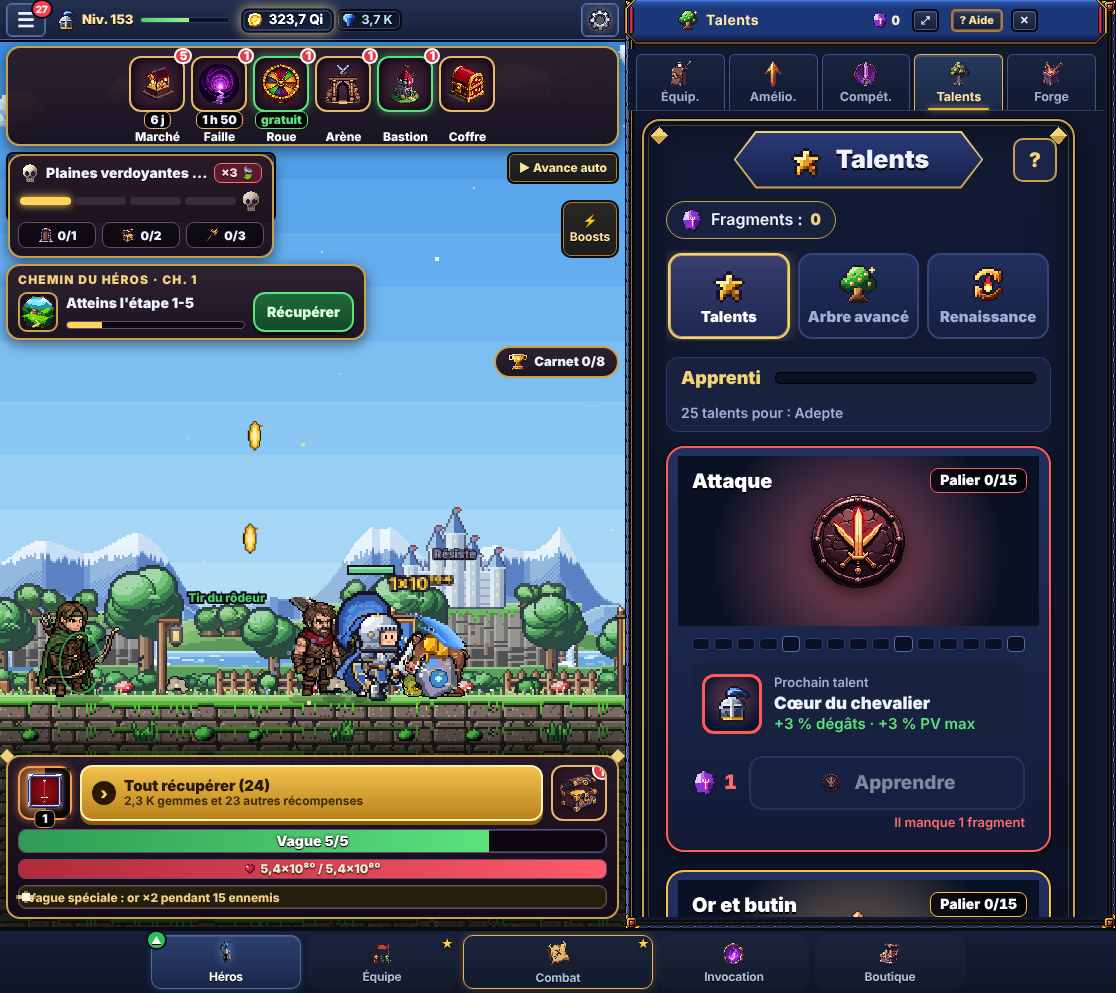 27
Niv. 153
323,7 Qi
3,7 K
Talents
0
? Aide
×
5
1
1
1
1
6 j
1 h 50
gratuit
Marché
Faille
Roue
Arène
Bastion
Coffre
Équip.
Amélio.
Compét.
Talents
Forge
Plaines verdoyantes ...
×3
0/1
0/2
0/3
Avance auto
Boosts
CHEMIN DU HÉROS · CH. 1
Atteins l'étape 1-5
Récupérer
Carnet 0/8
Talents
?
Fragments : 0
Talents
Arbre avancé
Renaissance
Apprenti
25 talents pour : Adepte
Attaque
Palier 0/15
Résiste
Tir du rôdeur
Prochain talent
Cœur du chevalier
+3 % dégâts · +3 % PV max
1
Apprendre
Il manque 1 fragment
Or et butin
Palier 0/15
1
Tout récupérer (24)
2,3 K gemmes et 23 autres récompenses
Vague 5/5
5,4×10⁸⁰ / 5,4×10⁸⁰
Vague spéciale : or ×2 pendant 15 ennemis
Héros
Équipe
Combat
Invocation
Boutique